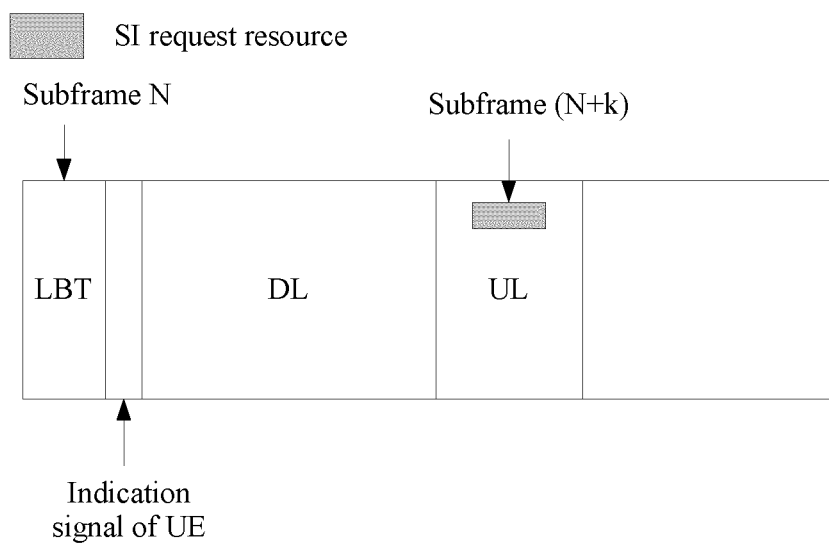 SI request resource
Subframe N
Subframe (N+k)
LBT
DL
UL
Indication
signal of UE